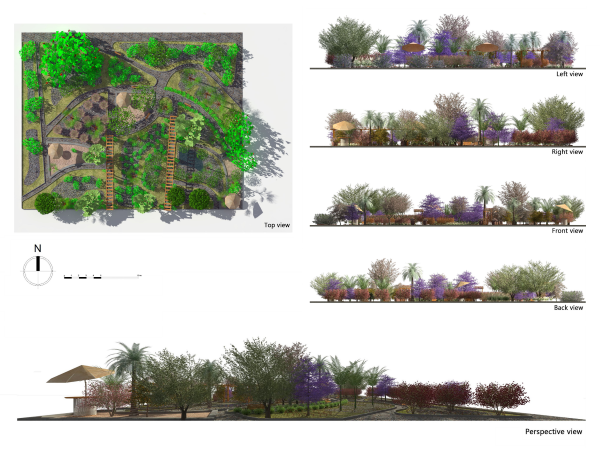 Top view
Left view
Right view
Front view
Back view
N
Perspective view